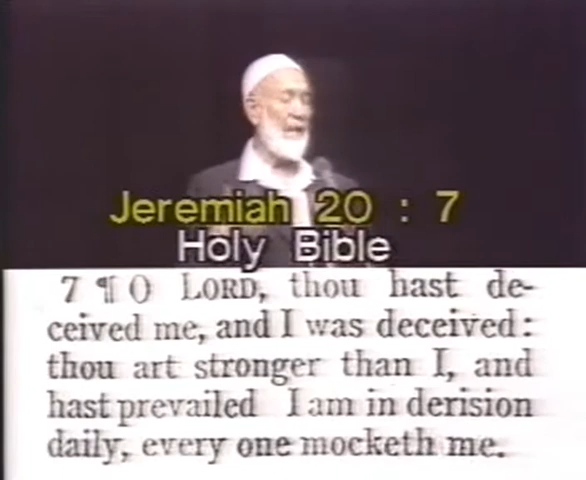 Jeremiah 20 : 7
Holy Bible
7 ¶ O LORD, thou hast de-
ceived me, and I was deceived:
thou art stronger than I, and
hast prevailed I am in derision
daily, every one mocketh me.